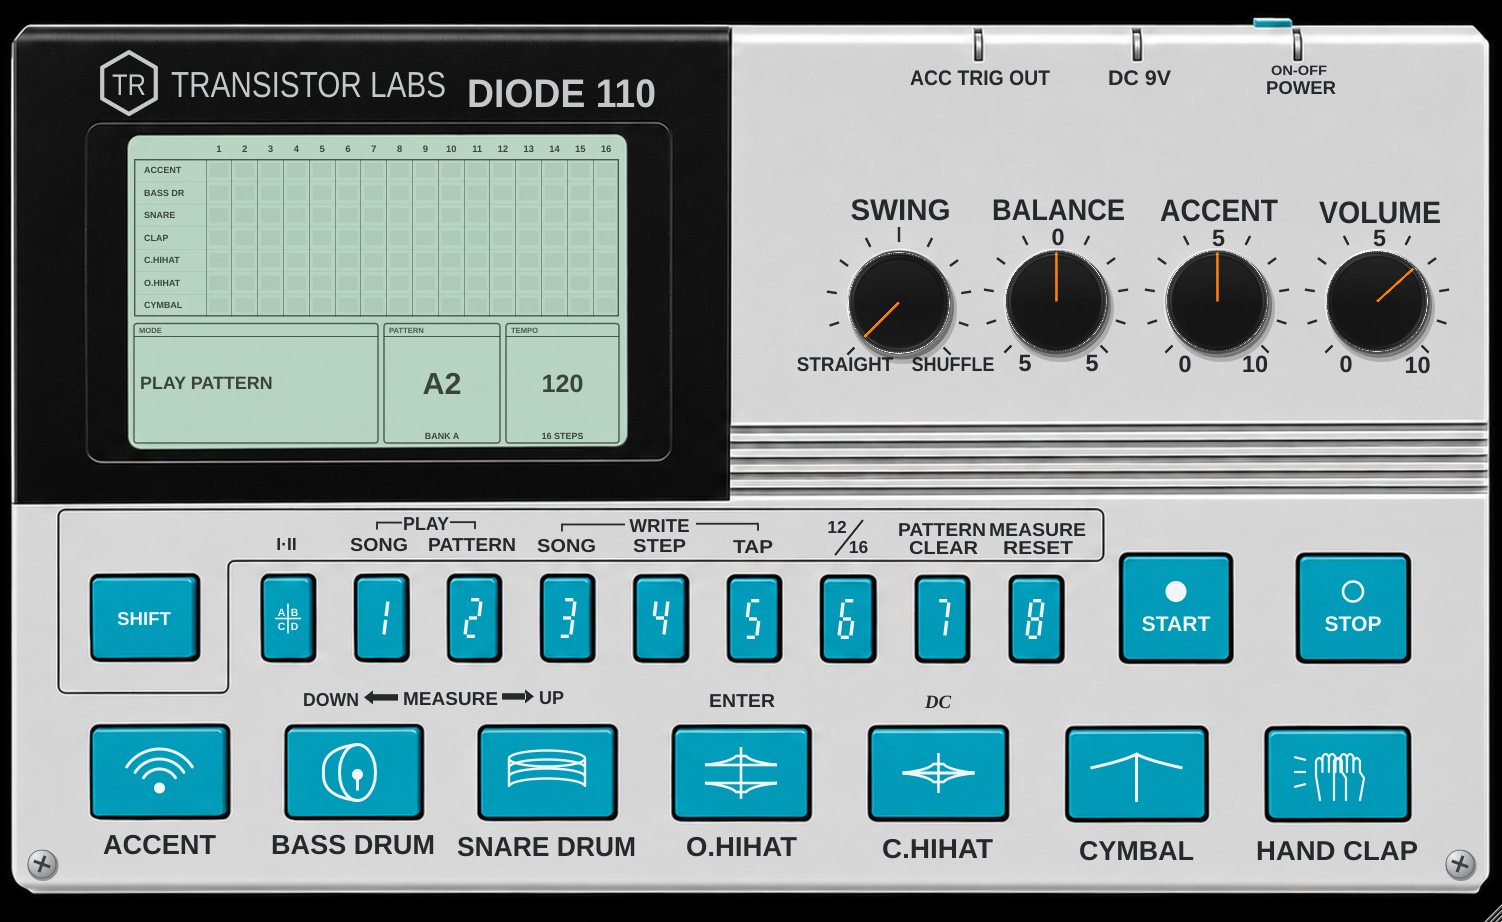 TR TRANSISTOR LABS DIODE 110
ACC TRIG OUT DC 9V ON-OFF
POWER
1 2 3 4 5 6 7 8 9 10 11 12 13 14 15 16
ACCENT
BASS DR
SNARE
CLAP
C.HIHAT
O.HIHAT
CYMBAL
MODE PATTERN TEMPO
PLAY PATTERN A2 120
BANK A 16 STEPS
SWING BALANCE ACCENT VOLUME
0 5 5
STRAIGHT SHUFFLE 5 5 0 10 0 10
PLAY WRITE 12/16 PATTERN MEASURE
I·II SONG PATTERN SONG STEP TAP CLEAR RESET
SHIFT
A B
C D
1 2 3 4 5 6 7 8
START STOP
DOWN MEASURE UP ENTER DC
ACCENT BASS DRUM SNARE DRUM O.HIHAT C.HIHAT CYMBAL HAND CLAP